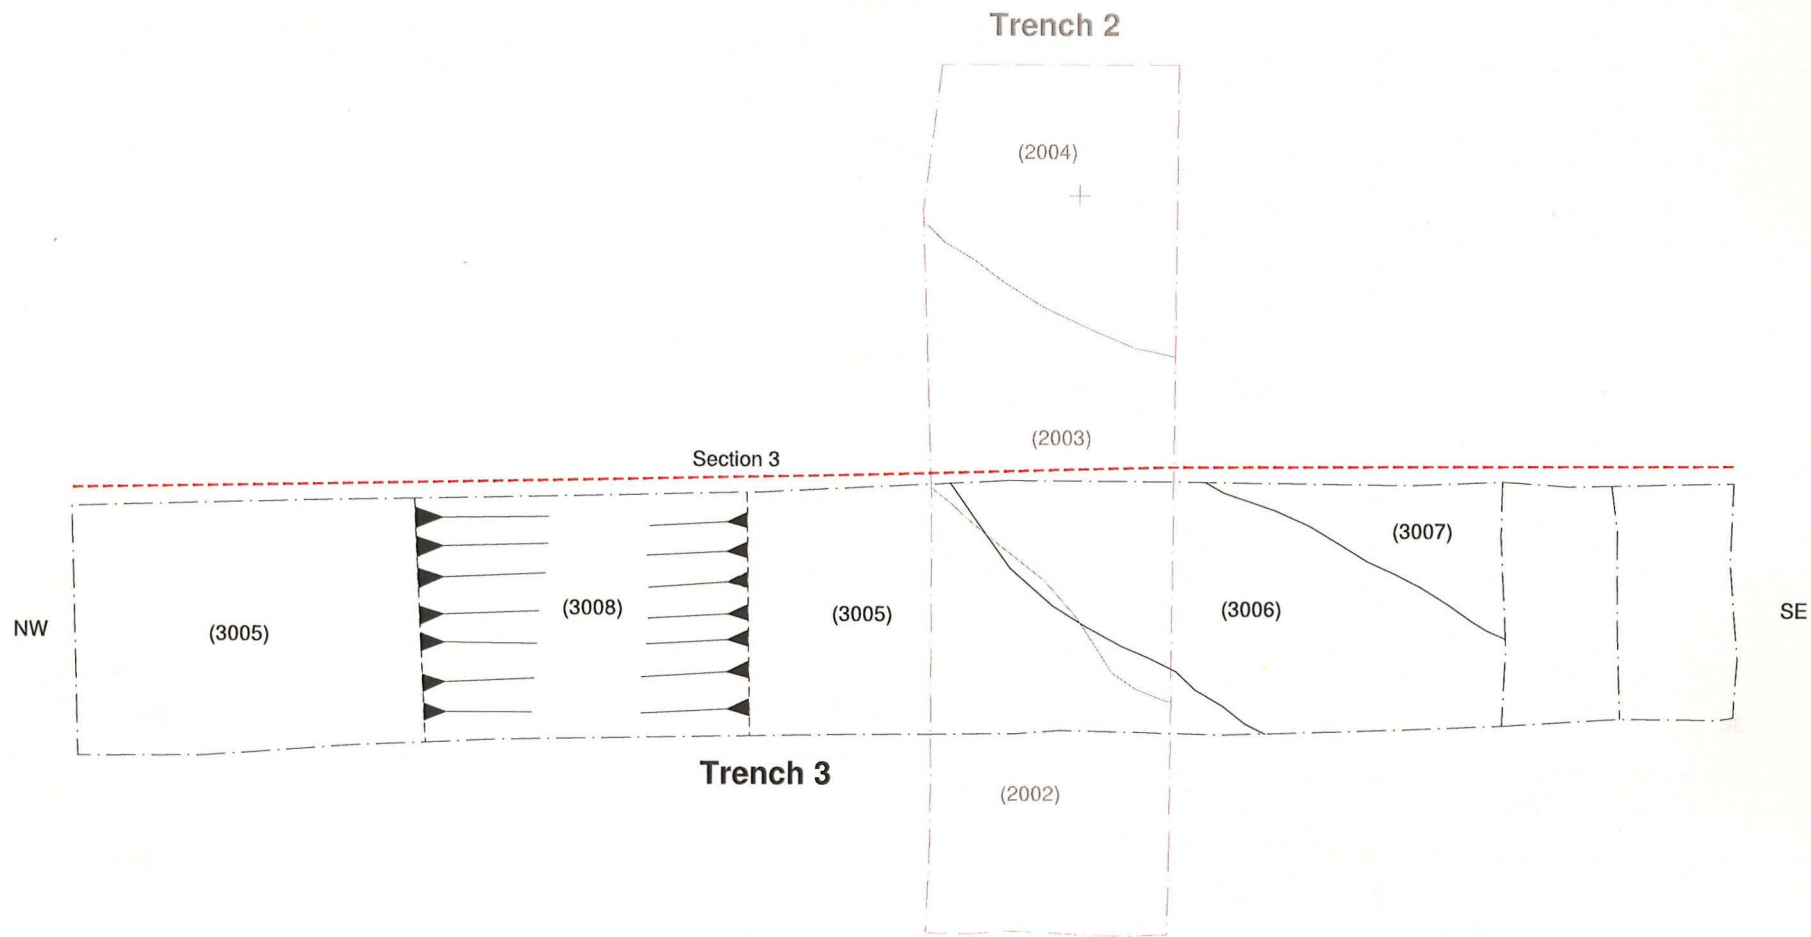 Trench 2
(2004)
(2003)
Section 3
(3007)
(3008)
(3006)
(3005)
(3005)
NW
SE
Trench 3
(2002)